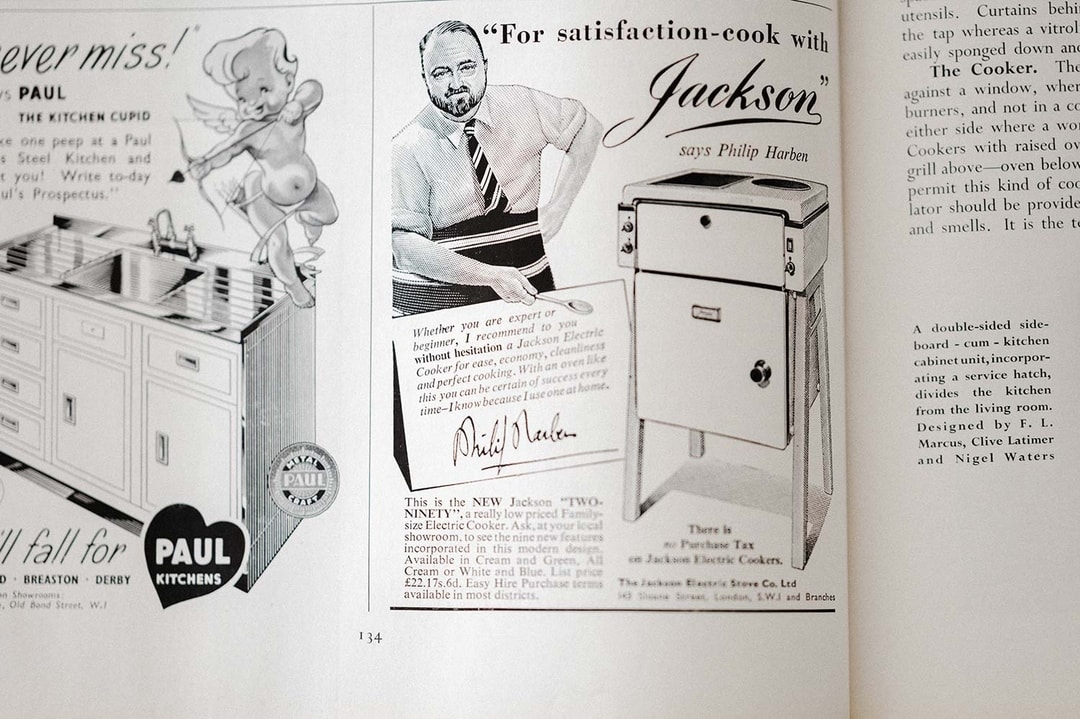 ever miss!"
PAUL
THE KITCHEN CUPID
ke one peep at a Paul
s Steel Kitchen and
t you! Write to-day
ul's Prospectus."
METAL
PAUL
CRAFT
ll fall for
PAUL
KITCHENS
D · BREASTON · DERBY
on Showrooms:
, Old Bond Street, W.1
"For satisfaction-cook with
Jackson"
says Philip Harben
Whether you are expert or
beginner, I recommend to you
without hesitation a Jackson Electric
Cooker for ease, economy, cleanliness
and perfect cooking. With an oven like
this you can be certain of success every
time—I know because I use one at home.
Philip Harben
This is the NEW Jackson "TWO-
NINETY", a really low priced Family-
size Electric Cooker. Ask, at your local
showroom, to see the nine new features
incorporated in this modern design.
Available in Cream and Green, All
Cream or White and Blue. List price
£22.17s.6d. Easy Hire Purchase terms
available in most districts.
There is
no Purchase Tax
on Jackson Electric Cookers.
The Jackson Electric Stove Co. Ltd
Sloane Street, London, S.W.1 and Branches
134
utensils. Curtains behi
the tap whereas a vitrol
easily sponged down and
The Cooker. The
against a window, wher
burners, and not in a co
either side where a wor
Cookers with raised ov
grill above—oven below
permit this kind of coo
lator should be provide
and smells. It is the te
A double-sided side-
board - cum - kitchen
cabinet unit, incorpor-
ating a service hatch,
divides the kitchen
from the living room.
Designed by F. L.
Marcus, Clive Latimer
and Nigel Waters